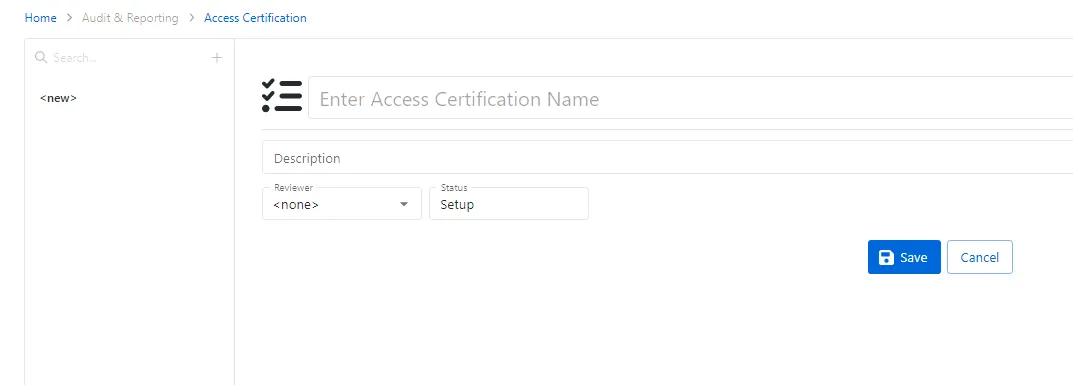 Home > Audit & Reporting > Access Certification
Search...
<new>
Enter Access Certification Name
Description
Reviewer
<none>
Status
Setup
Save
Cancel